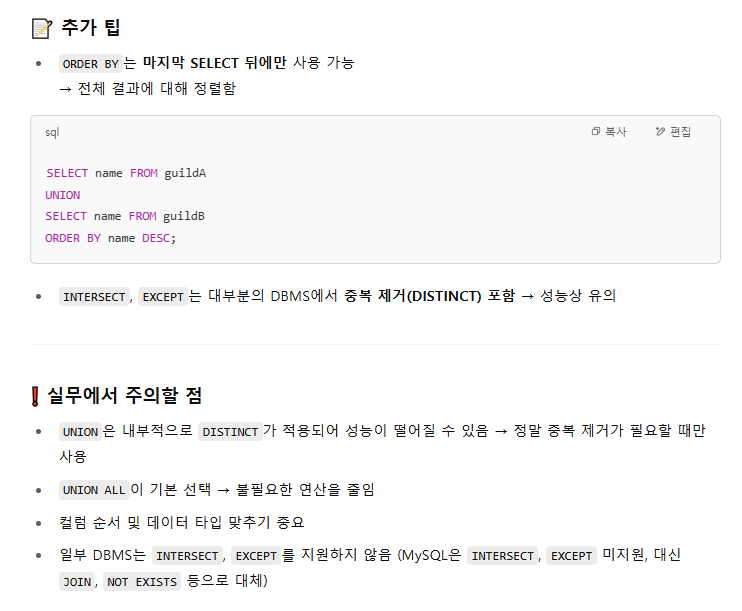 📝 추가 팁
• ORDER BY는 마지막 SELECT 뒤에만 사용 가능
→ 전체 결과에 대해 정렬함
sql 복사 편집
SELECT name FROM guildA
UNION
SELECT name FROM guildB
ORDER BY name DESC;
• INTERSECT, EXCEPT는 대부분의 DBMS에서 중복 제거(DISTINCT) 포함 → 성능상 유의
❗ 실무에서 주의할 점
• UNION은 내부적으로 DISTINCT가 적용되어 성능이 떨어질 수 있음 → 정말 중복 제거가 필요할 때만
사용
• UNION ALL이 기본 선택 → 불필요한 연산을 줄임
• 컬럼 순서 및 데이터 타입 맞추기 중요
• 일부 DBMS는 INTERSECT, EXCEPT를 지원하지 않음 (MySQL은 INTERSECT, EXCEPT 미지원, 대신
JOIN, NOT EXISTS 등으로 대체)